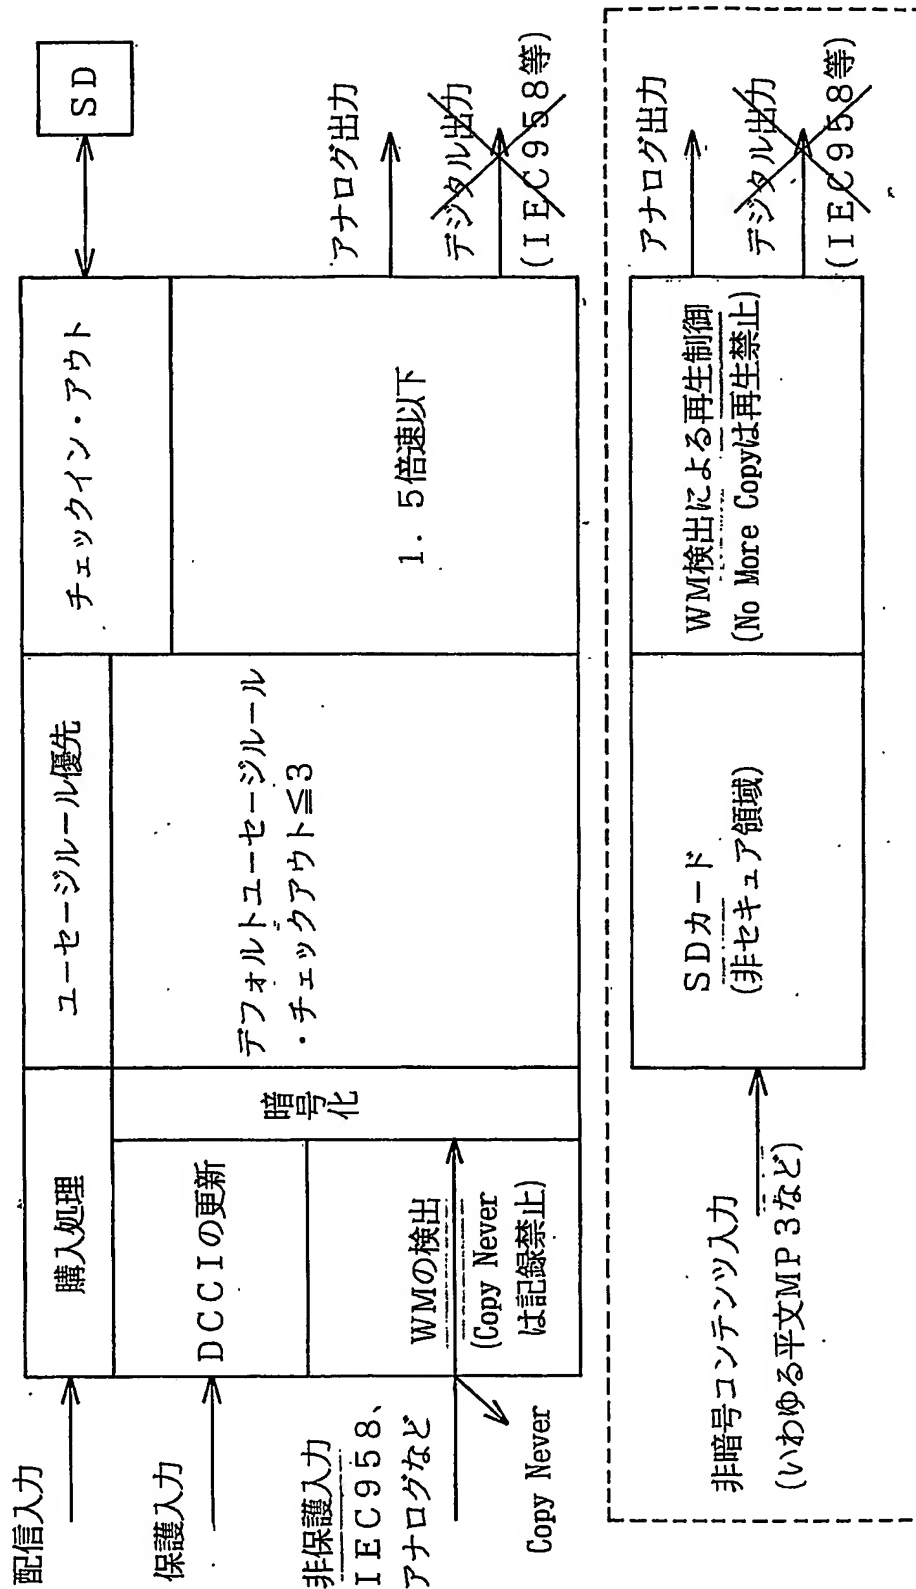 配信入力
保護入力
非保護入力
IEC958、
アナログなど
Copy Never
購入処理
DCCIの更新
WMの検出
(Copy Never
は記録禁止)
暗号化
ユーセージルール優先
デフォルトユーセージルール
・チェックアウト≦3
チェックイン・アウト
1.5倍速以下
SD
アナログ出力
デジタル出力
(IEC958等)
非暗号コンテンツ入力
(いわゆる平文MP3など)
SDカード
(非セキュア領域)
WM検出による再生制御
(No More Copyは再生禁止)
アナログ出力
デジタル出力
(IEC958等)